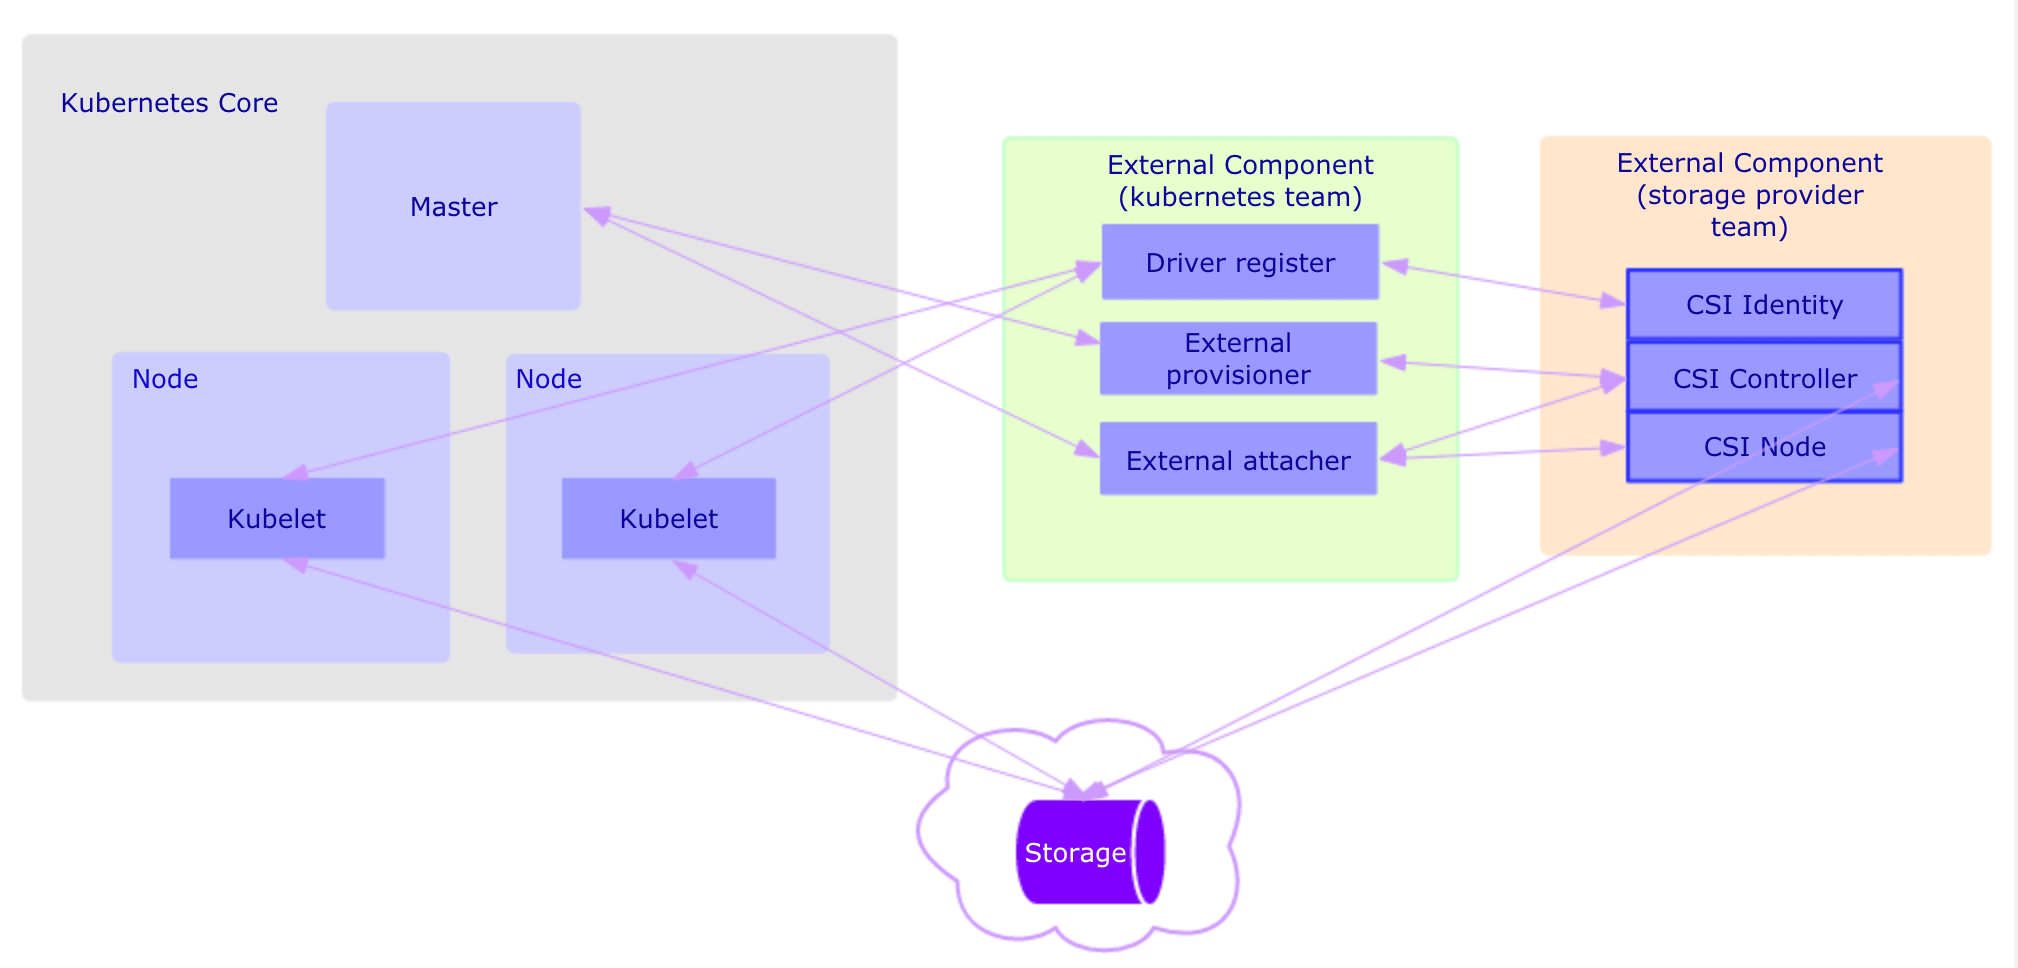 Kubernetes Core
Master
Node
Kubelet
Node
Kubelet
External Component
(kubernetes team)
Driver register
External
provisioner
External attacher
External Component
(storage provider
team)
CSI Identity
CSI Controller
CSI Node
Storage